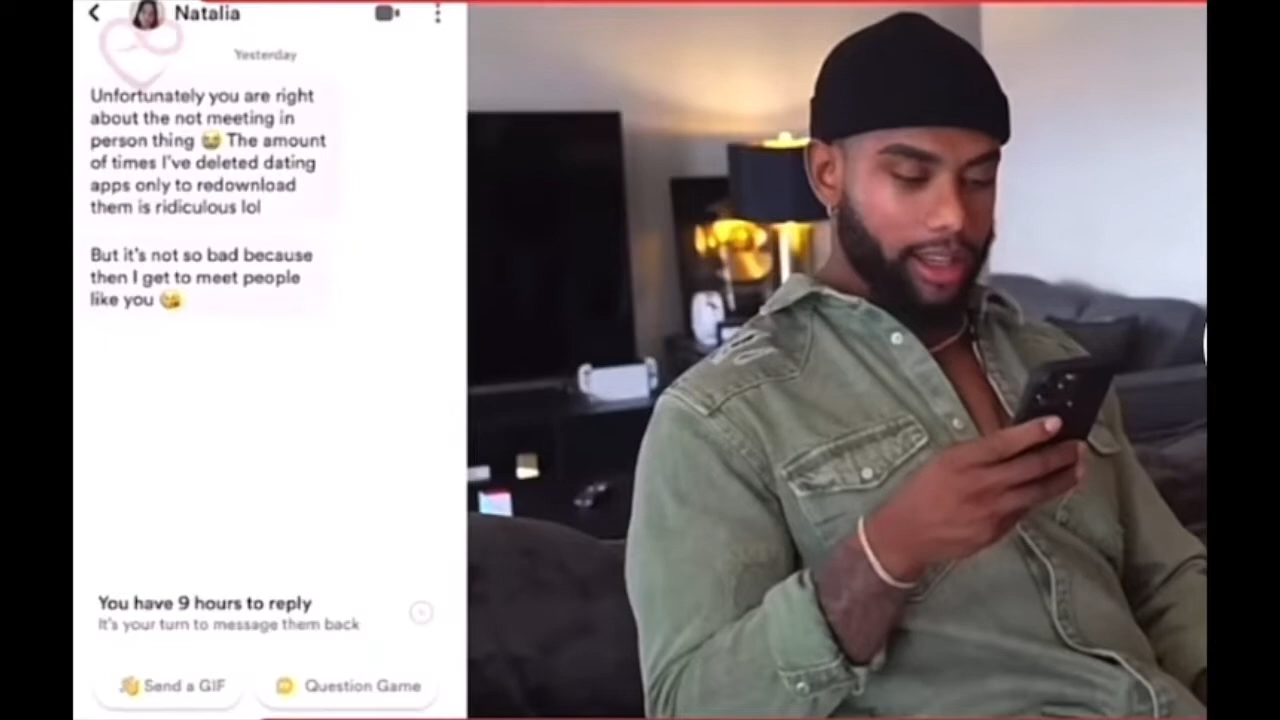 Natalia
Yesterday
Unfortunately you are right
about the not meeting in
person thing 😭 The amount
of times I've deleted dating
apps only to redownload
them is ridiculous lol
But it's not so bad because
then I get to meet people
like you 😘
You have 9 hours to reply
It's your turn to message them back
👋 Send a GIF
Question Game